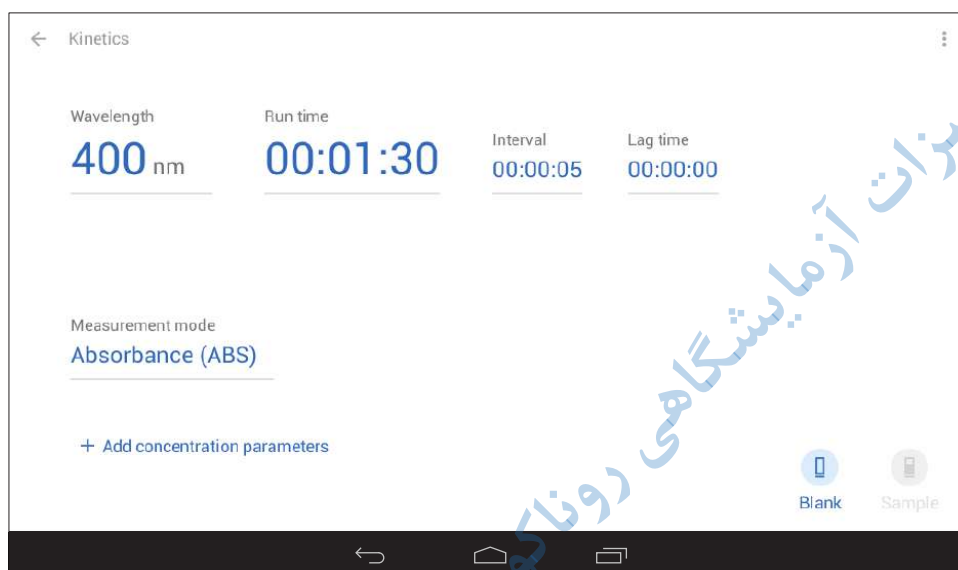 Kinetics
Wavelength
400 nm
Run time
00:01:30
Interval
00:00:05
Lag time
00:00:00
Measurement mode
Absorbance (ABS)
+ Add concentration parameters
Blank
Sample
آزمایشگاهی